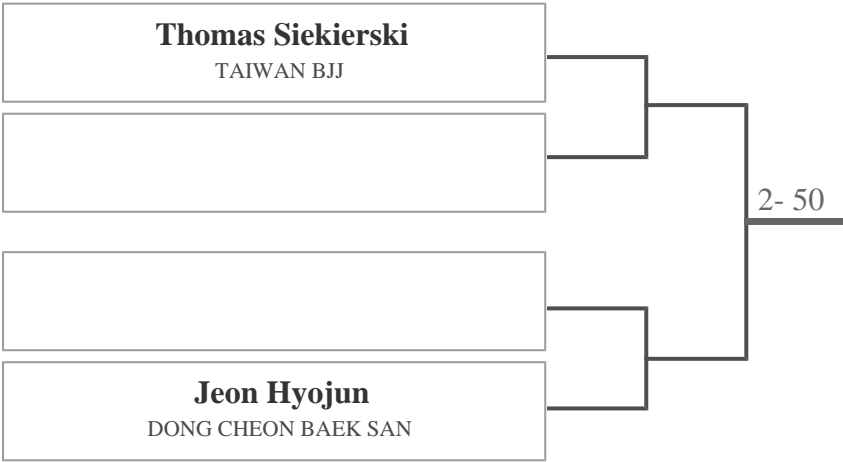 Thomas Siekierski
TAIWAN BJJ
2- 50
Jeon Hyojun
DONG CHEON BAEK SAN